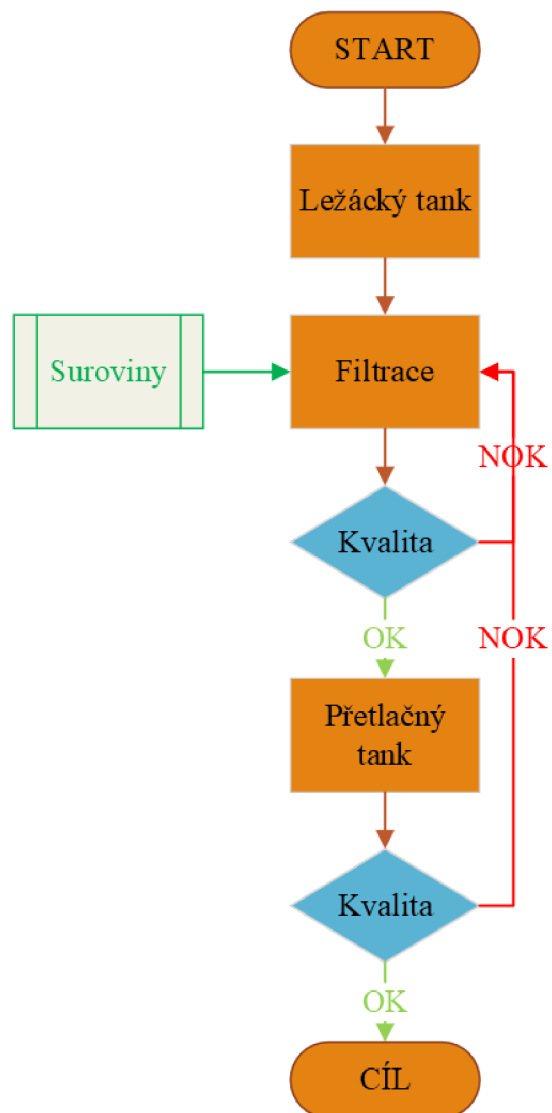 START
Ležácký tank
Suroviny
Filtrace
NOK
Kvalita
OK
NOK
Přetlačný
tank
Kvalita
OK
CÍL